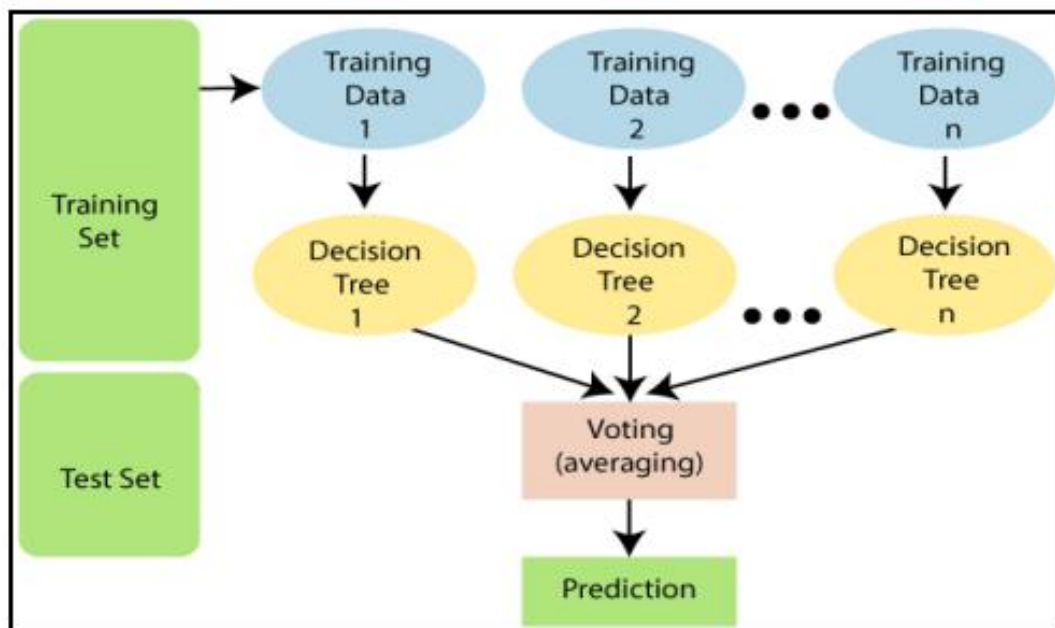 Training
Set
Test Set
Training
Data
1
Training
Data
2
Training
Data
n
Decision
Tree
1
Decision
Tree
2
Decision
Tree
n
Voting
(averaging)
Prediction